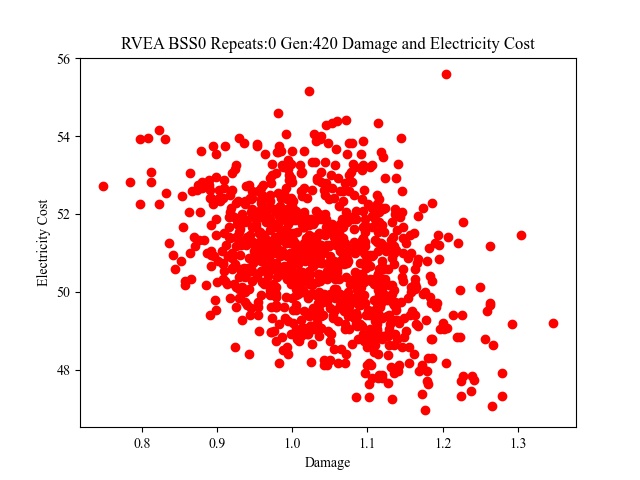 RVEA BSS0 Repeats:0 Gen:420 Damage and Electricity Cost
56
54
52
50
48
Electricity Cost
0.8 0.9 1.0 1.1 1.2 1.3
Damage